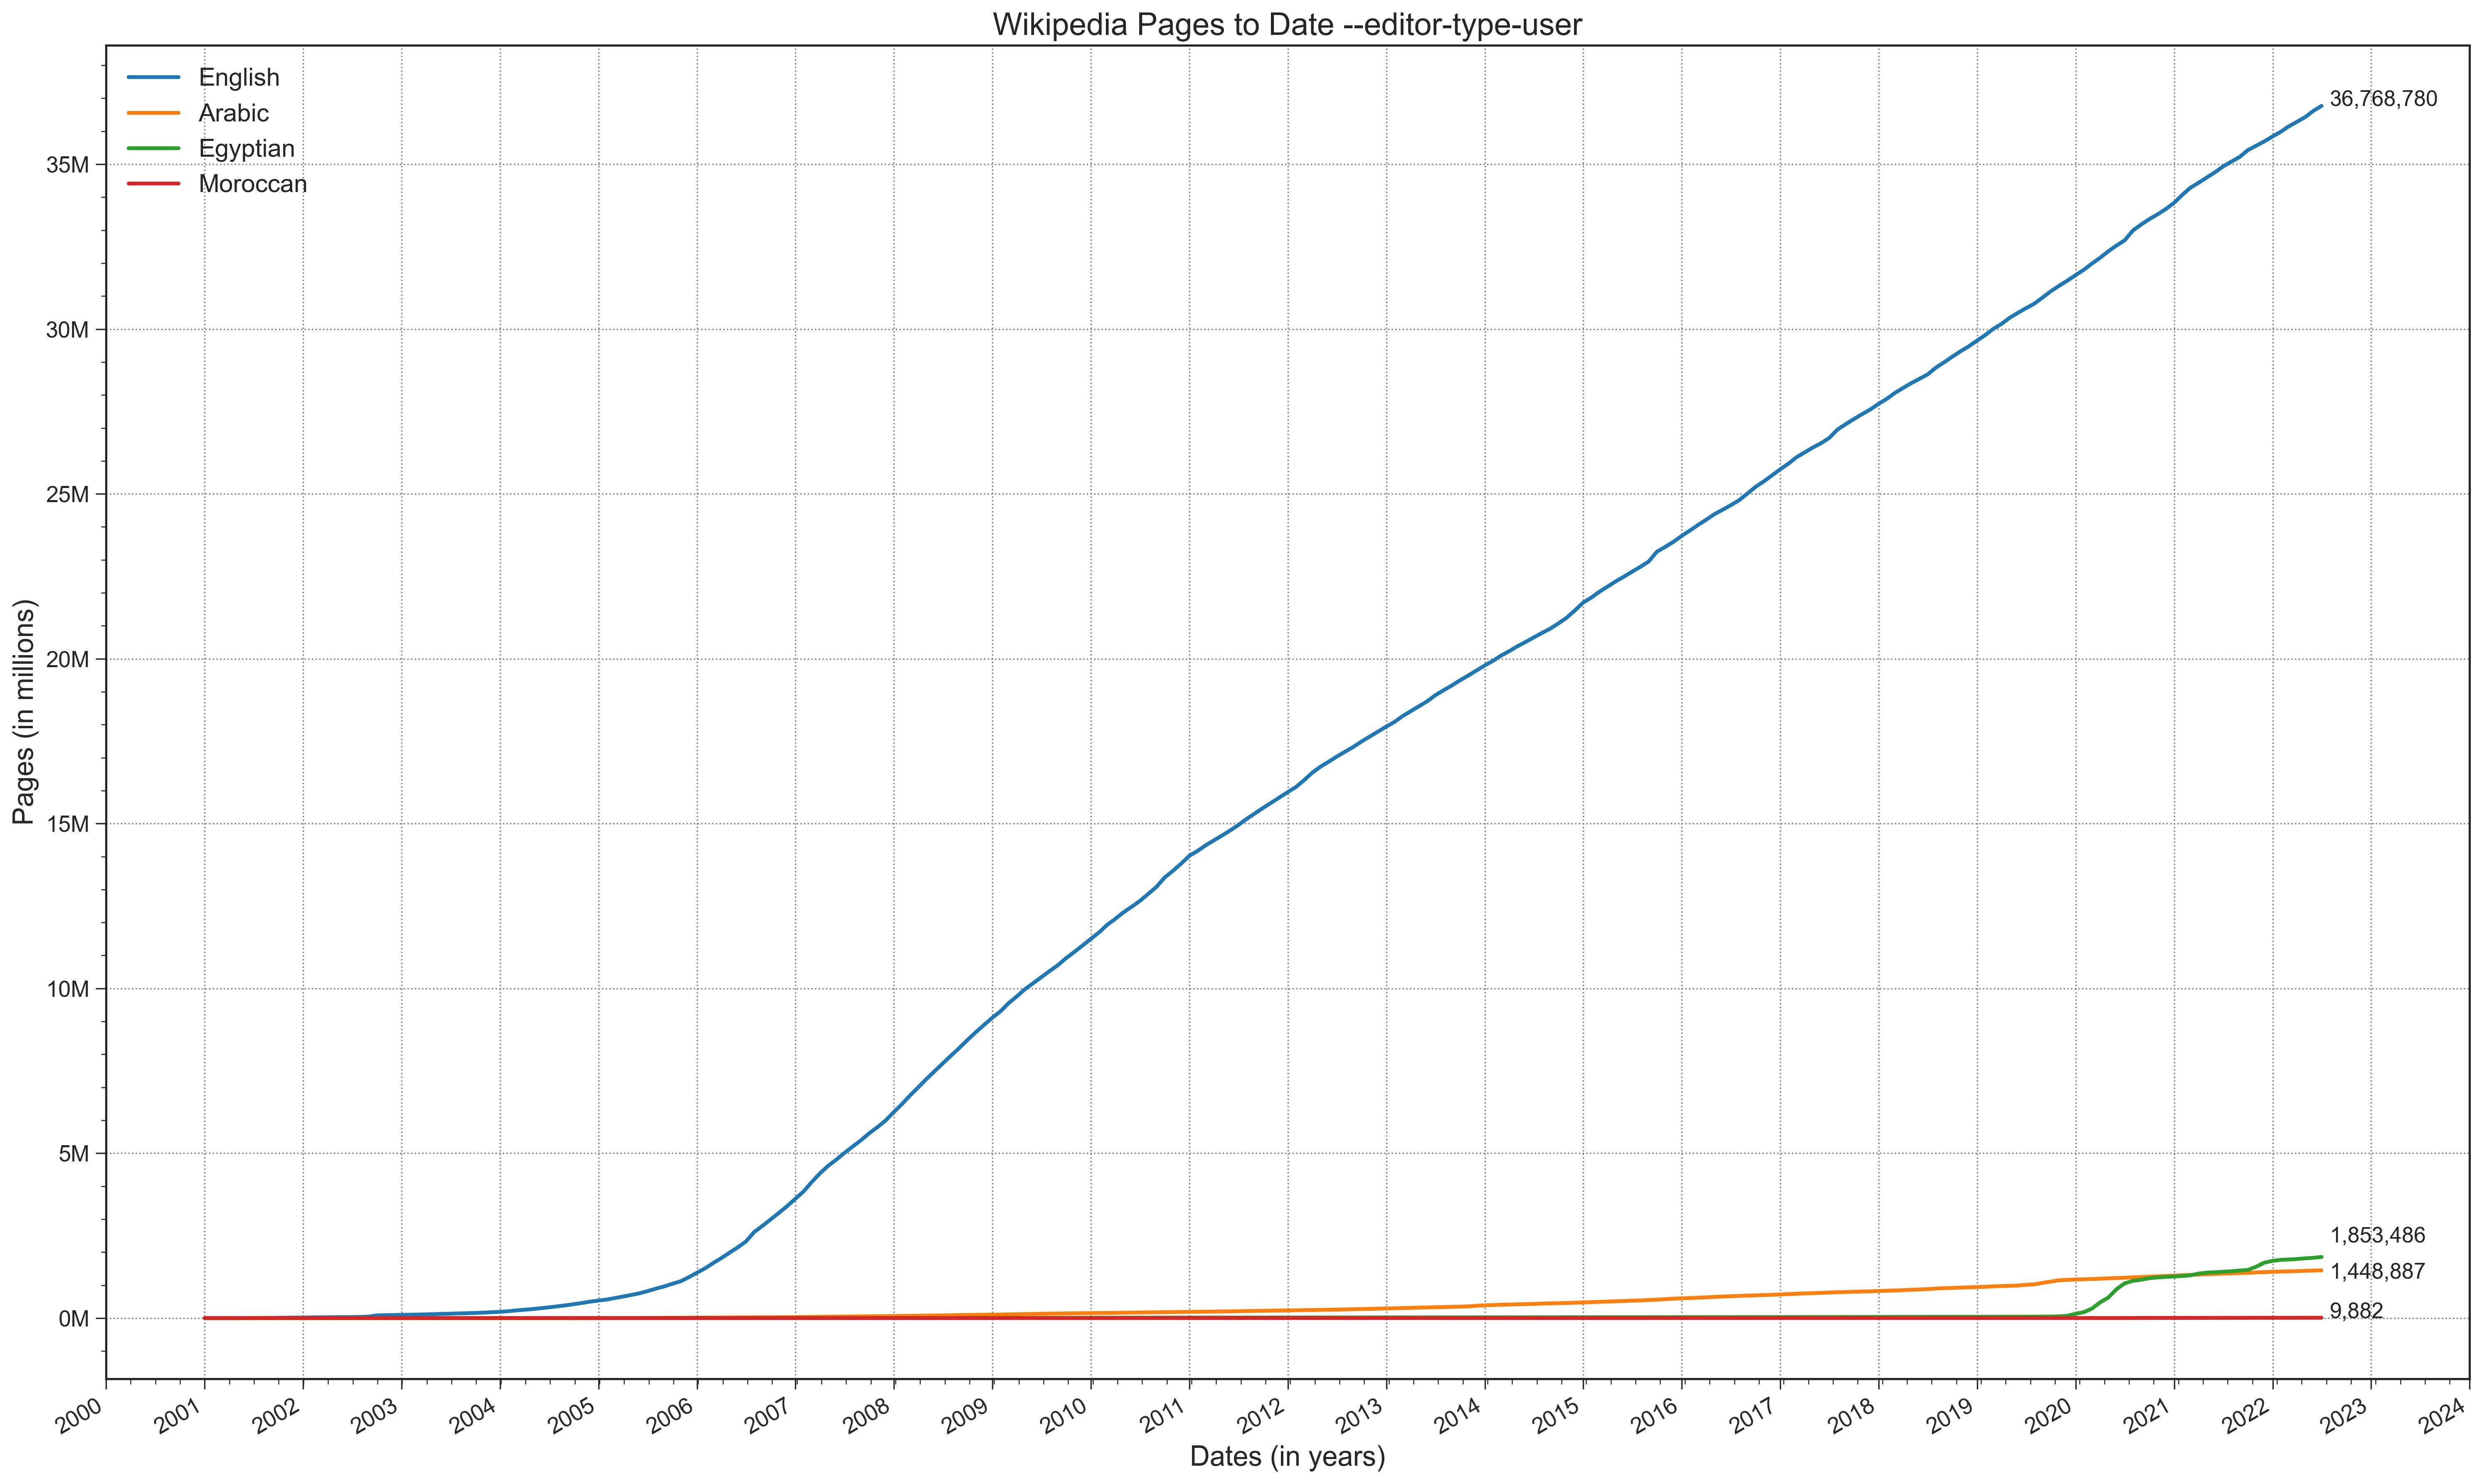 Wikipedia Pages to Date --editor-type-user
English
Arabic
Egyptian
Moroccan
36,768,780
1,853,486
1,448,887
9,882
Pages (in millions)
35M
30M
25M
20M
15M
10M
5M
0M
2000
2001
2002
2003
2004
2005
2006
2007
2008
2009
2010
2011
2012
2013
2014
2015
2016
2017
2018
2019
2020
2021
2022
2023
2024
Dates (in years)